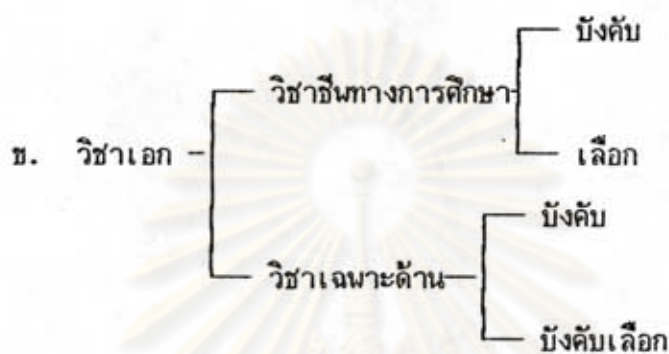 บังคับ
วิชาชีพทางการศึกษา
ข. วิชาเอก
เลือก
บังคับ
วิชาเฉพาะด้าน
บังคับเลือก